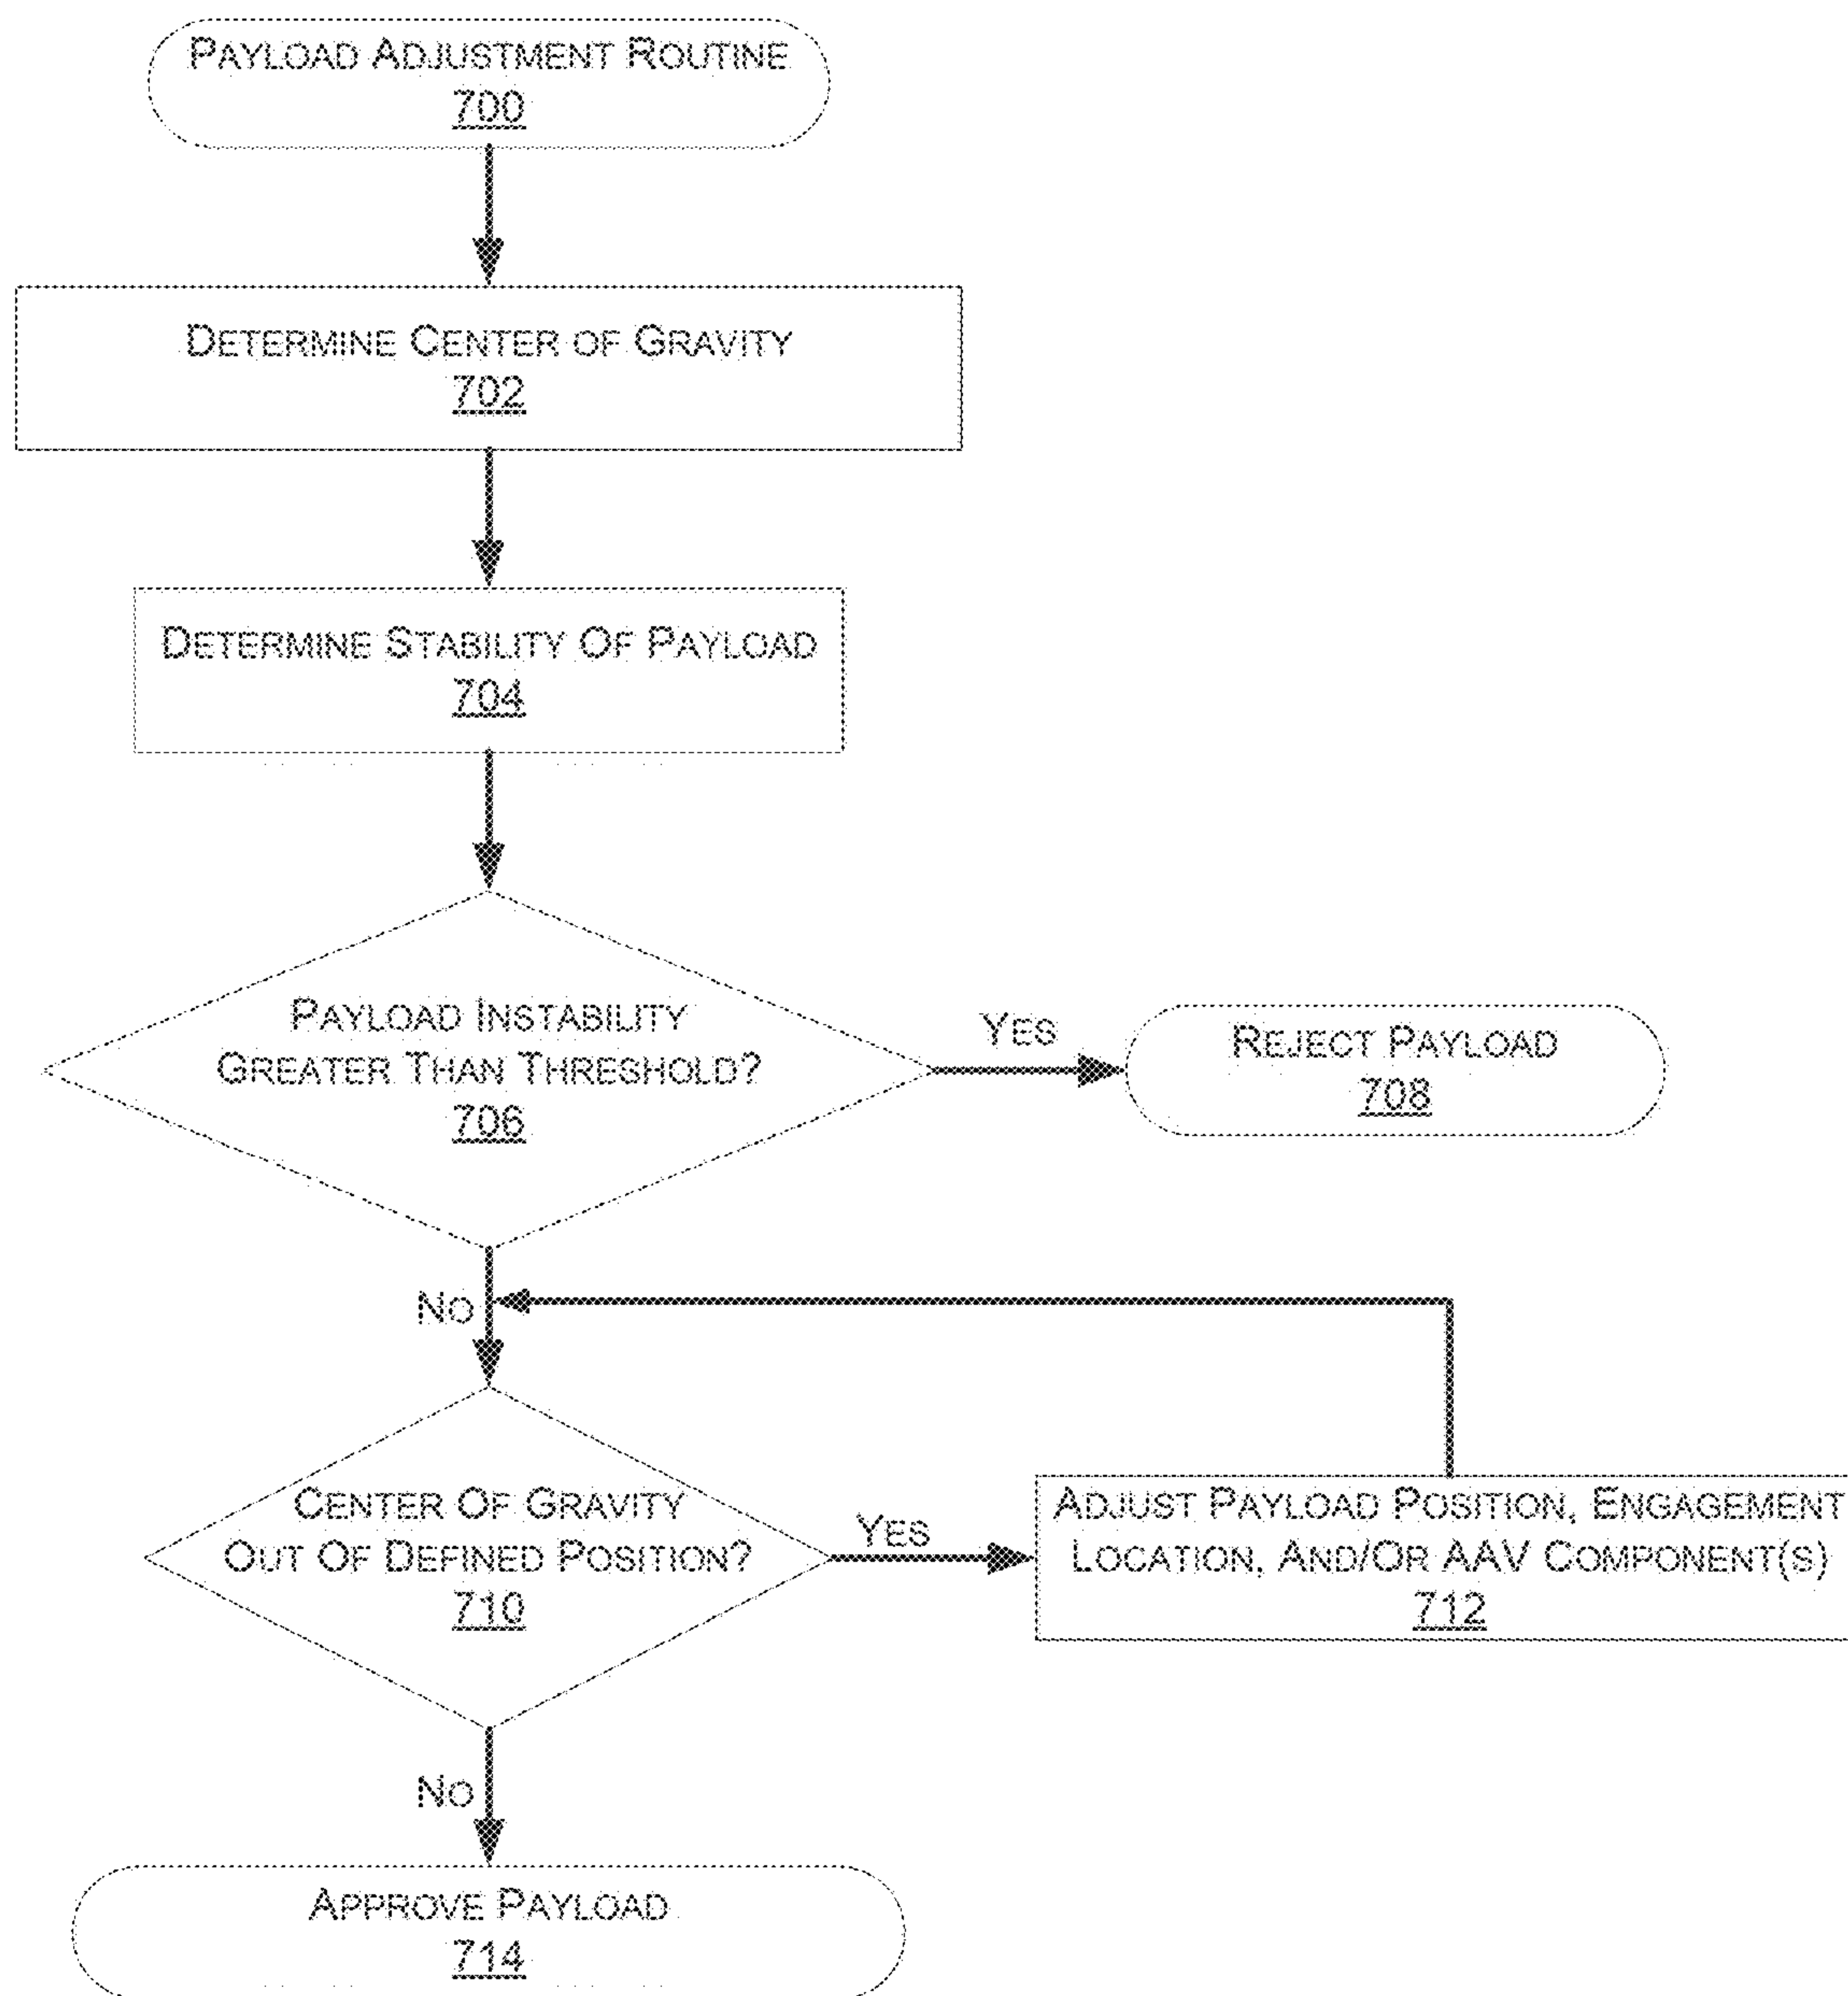 PAYLOAD ADJUSTMENT ROUTINE
700
DETERMINE CENTER OF GRAVITY
702
DETERMINE STABILITY OF PAYLOAD
704
PAYLOAD INSTABILITY
GREATER THAN THRESHOLD?
706
YES
REJECT PAYLOAD
708
NO
CENTER OF GRAVITY
OUT OF DEFINED POSITION?
710
YES
ADJUST PAYLOAD POSITION, ENGAGEMENT
LOCATION, AND/OR AAV COMPONENT(S)
712
NO
APPROVE PAYLOAD
714